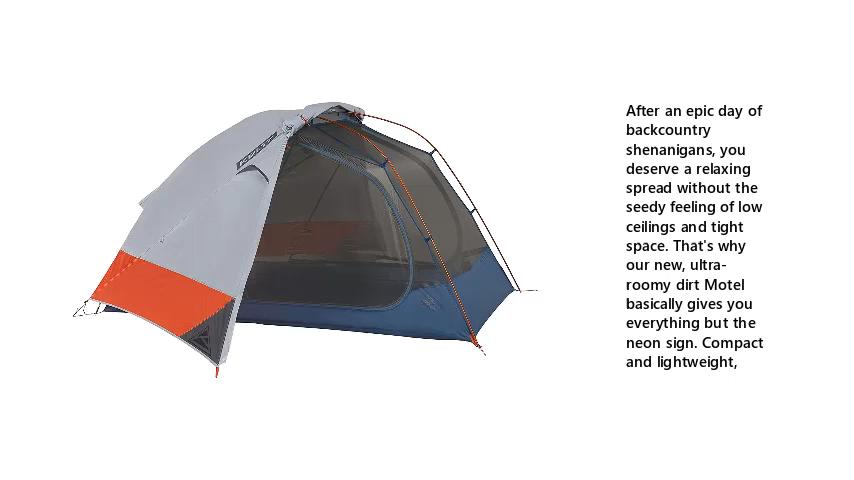 KELTY
After an epic day of
backcountry
shenanigans, you
deserve a relaxing
spread without the
seedy feeling of low
ceilings and tight
space. That's why
our new, ultra-
roomy dirt Motel
basically gives you
everything but the
neon sign. Compact
and lightweight,